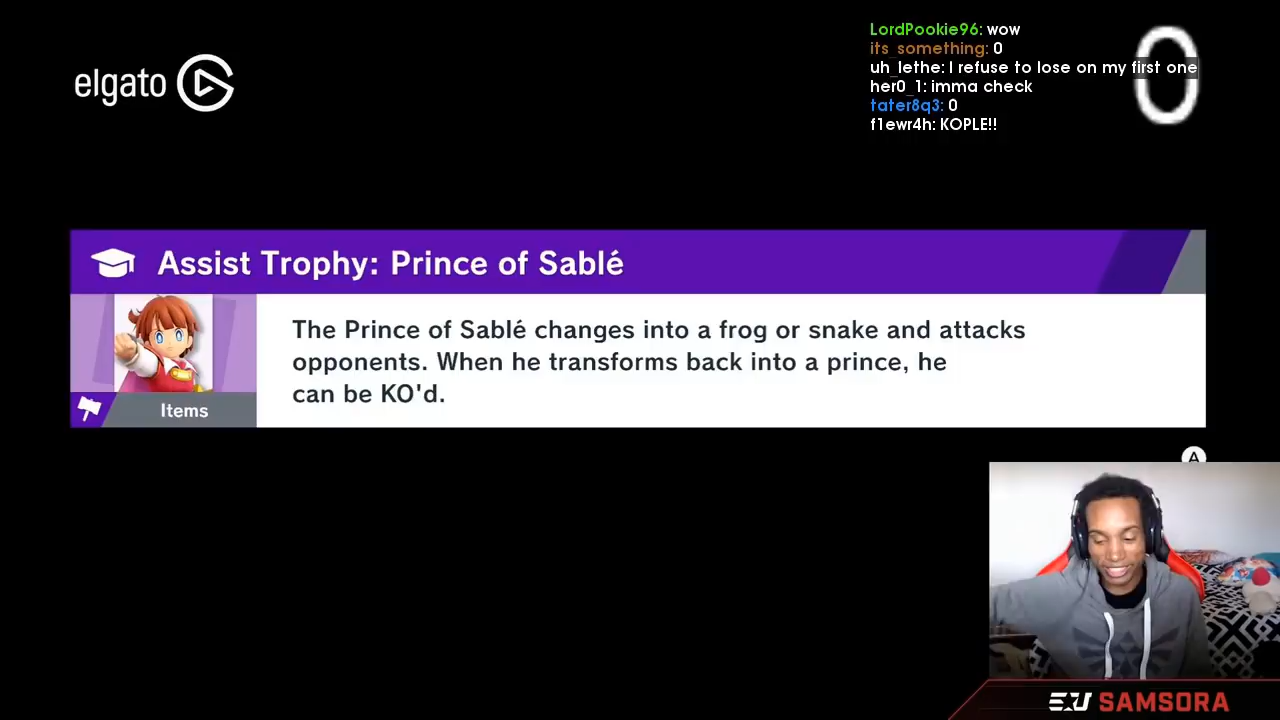 elgato
LordPookie96: wow
its_something: 0
uh_lethe: I refuse to lose on my first one
her0_1: imma check
tater8q3: 0
f1ewr4h: KOPLE!!
0
Assist Trophy: Prince of Sablé
The Prince of Sablé changes into a frog or snake and attacks
opponents. When he transforms back into a prince, he
can be KO'd.
Items
A
SAMSORA